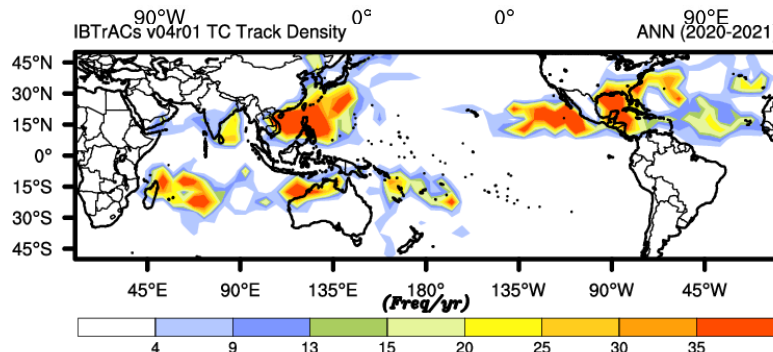 90°W 0° 0° 90°E
IBTrACs v04r01 TC Track Density ANN (2020-2021
45°N
30°N
15°N
0°
15°S
30°S
45°S
45°E 90°E 135°E 180° 135°W 90°W 45°W
(Freq/yr)
4 9 13 15 20 25 30 35